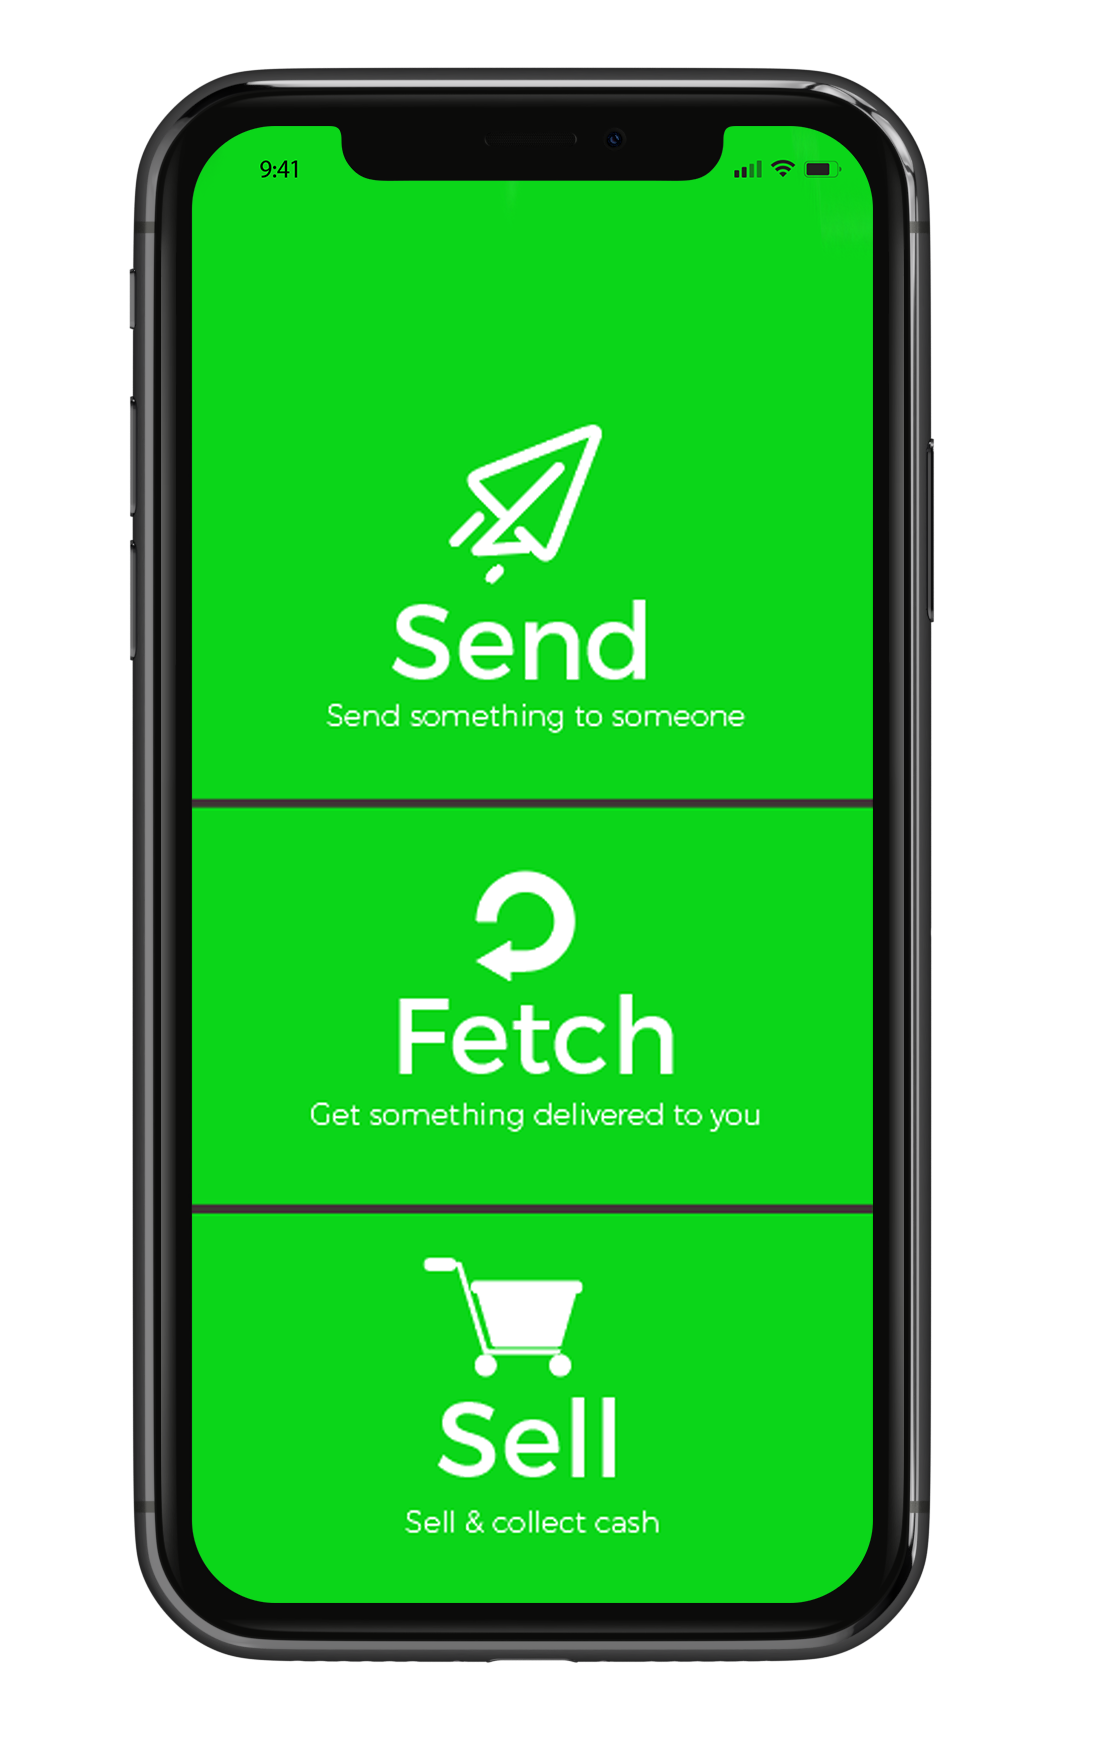 9:41
Send
Send something to someone
Fetch
Get something delivered to you
Sell
Sell & collect cash